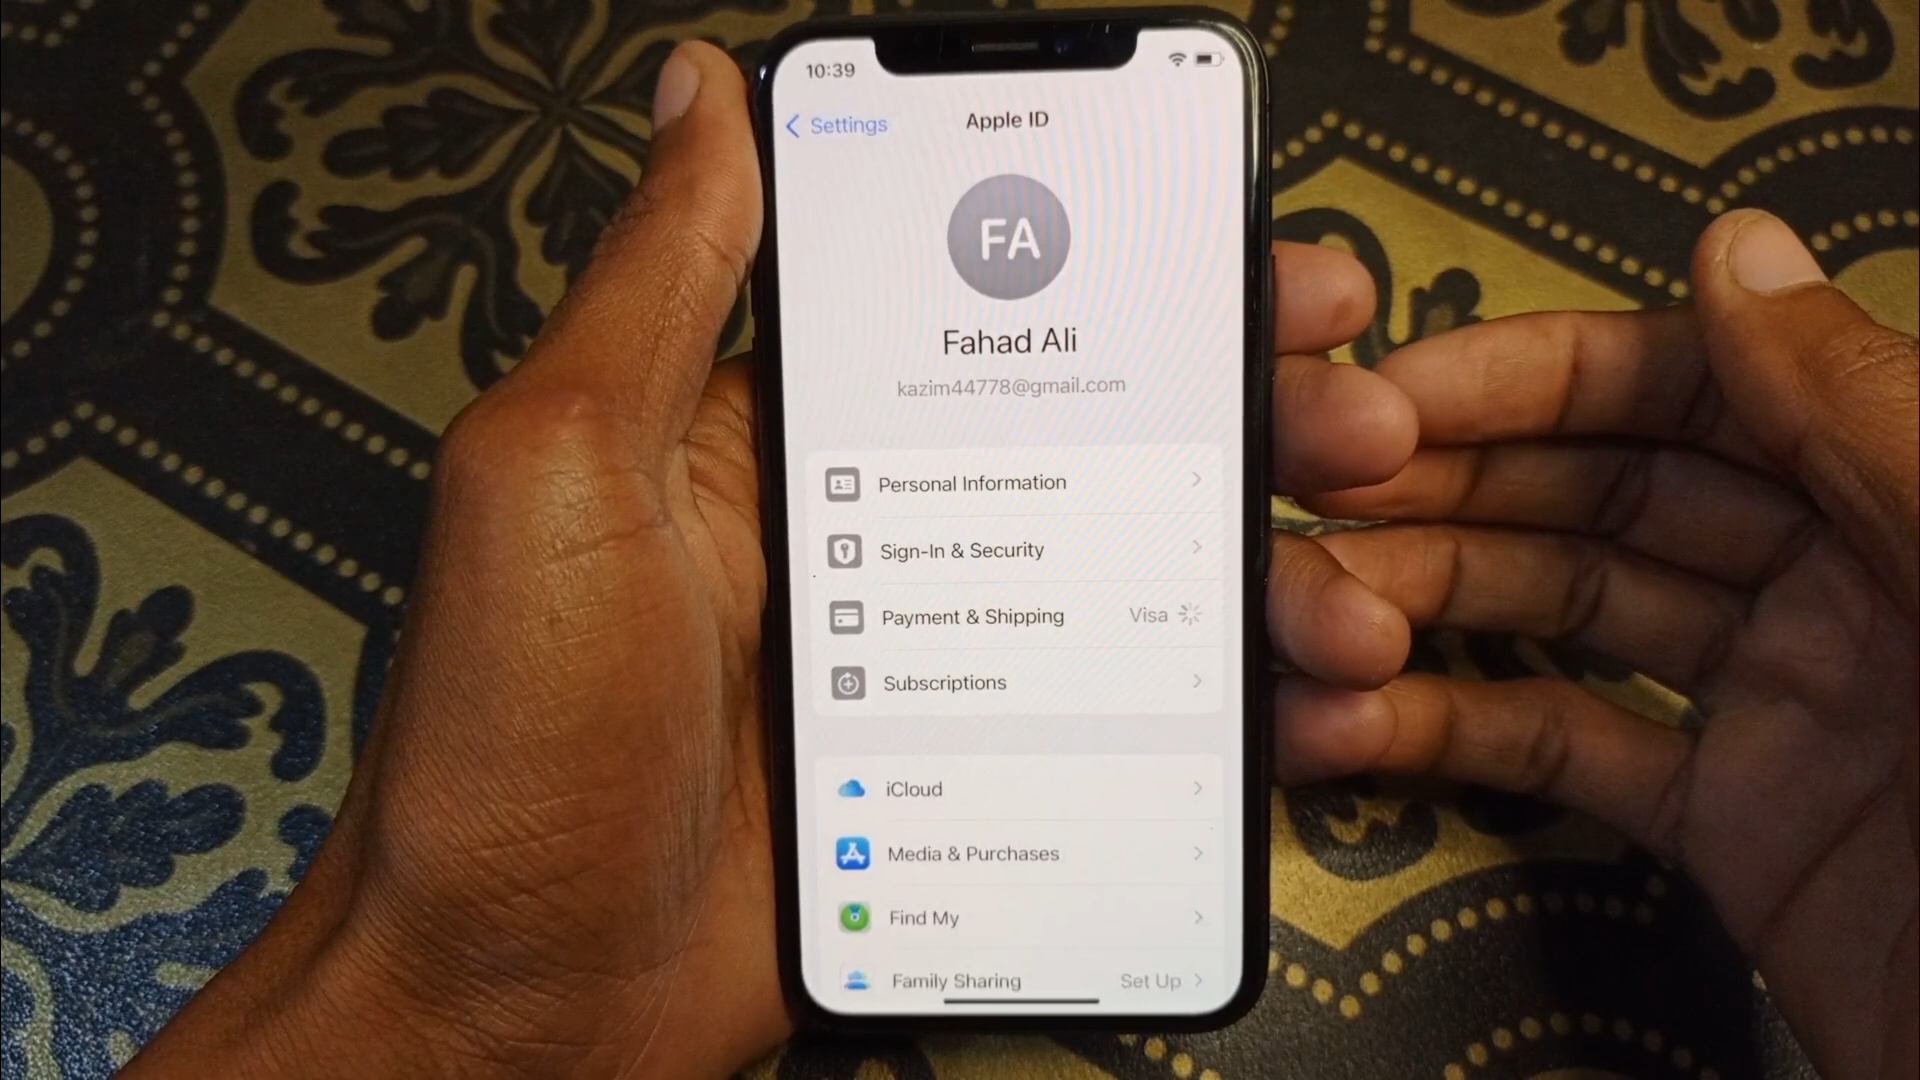 10:39
Settings
Apple ID
FA
Fahad Ali
kazim44778@gmail.com
Personal Information
Sign-In & Security
Payment & Shipping Visa
Subscriptions
iCloud
Media & Purchases
Find My
Family Sharing Set Up